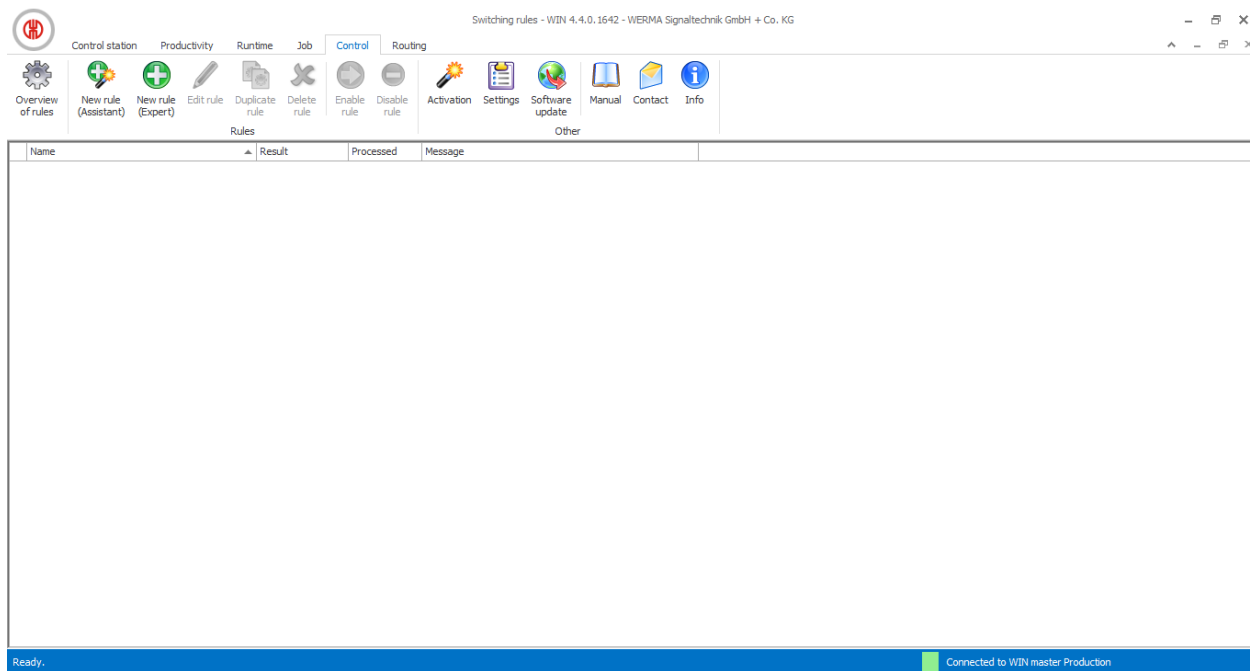 Switching rules - WIN 4.4.0.1642 - WERMA Signaltechnik GmbH + Co. KG
Control station Productivity Runtime Job Control Routing
Overview of rules
New rule (Assistant)
New rule (Expert)
Edit rule
Duplicate rule
Delete rule
Enable rule
Disable rule
Activation
Settings
Software update
Manual
Contact
Info
Rules
Other
Name Result Processed Message
Ready.
Connected to WIN master Production